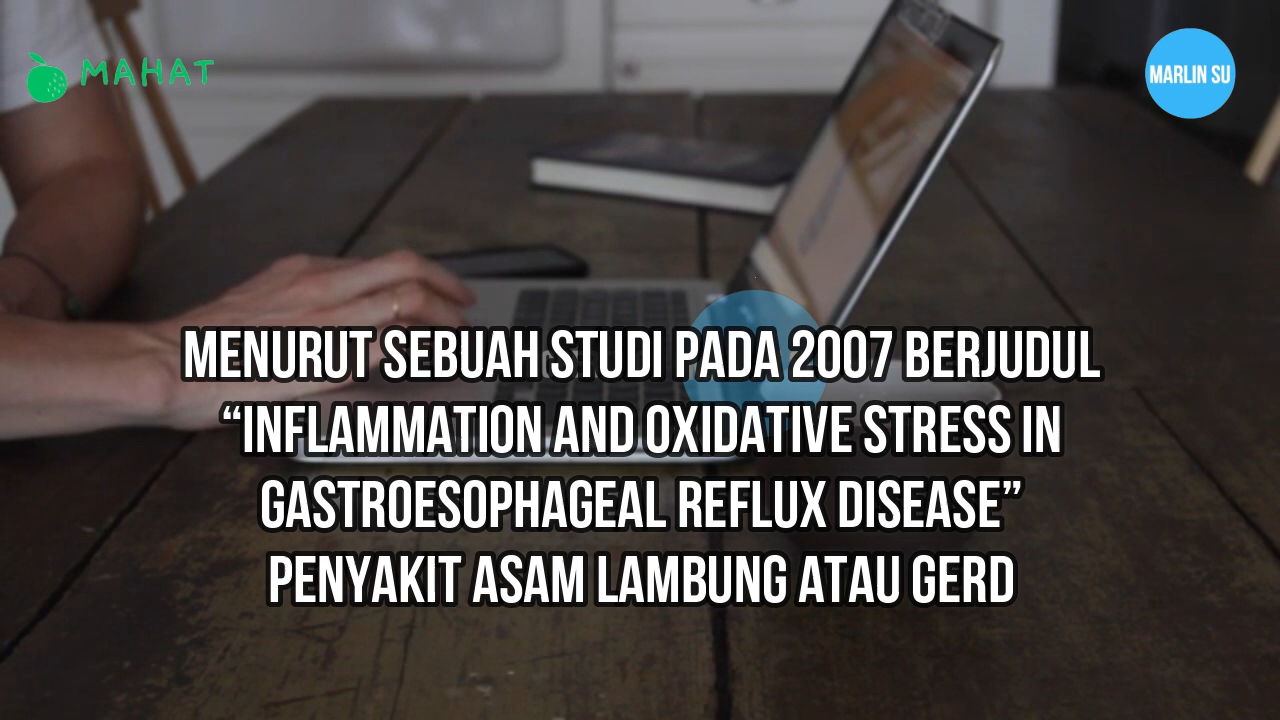 MAHAT
MARLIN SU
MENURUT SEBUAH STUDI PADA 2007 BERJUDUL
“INFLAMMATION AND OXIDATIVE STRESS IN
GASTROESOPHAGEAL REFLUX DISEASE”
PENYAKIT ASAM LAMBUNG ATAU GERD